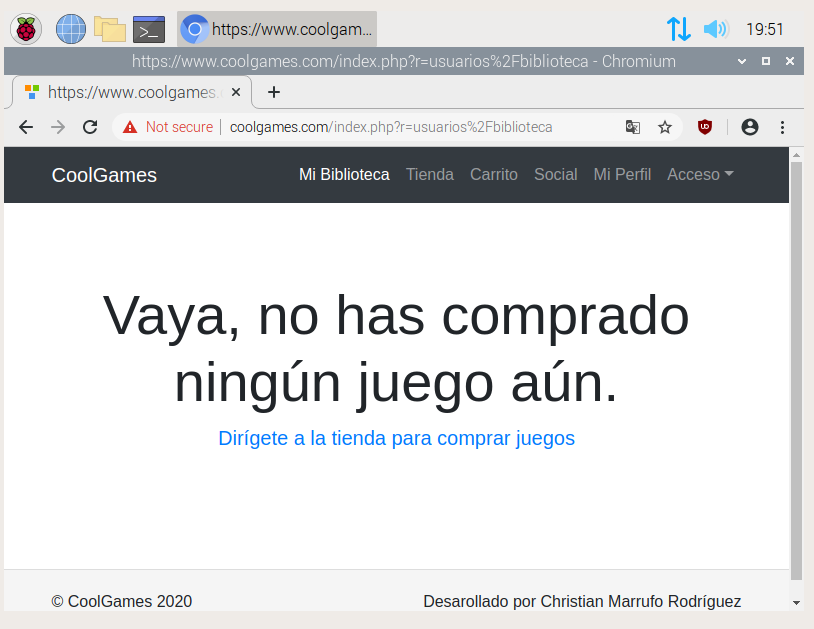 https://www.coolgam...
19:51
https://www.coolgames.com/index.php?r=usuarios%2Fbiblioteca - Chromium
https://www.coolgames.
Not secure
coolgames.com/index.php?r=usuarios%2Fbiblioteca
CoolGames
Mi Biblioteca
Tienda
Carrito
Social
Mi Perfil
Acceso
Vaya, no has comprado
ningún juego aún.
Dirígete a la tienda para comprar juegos
© CoolGames 2020
Desarollado por Christian Marrufo Rodríguez